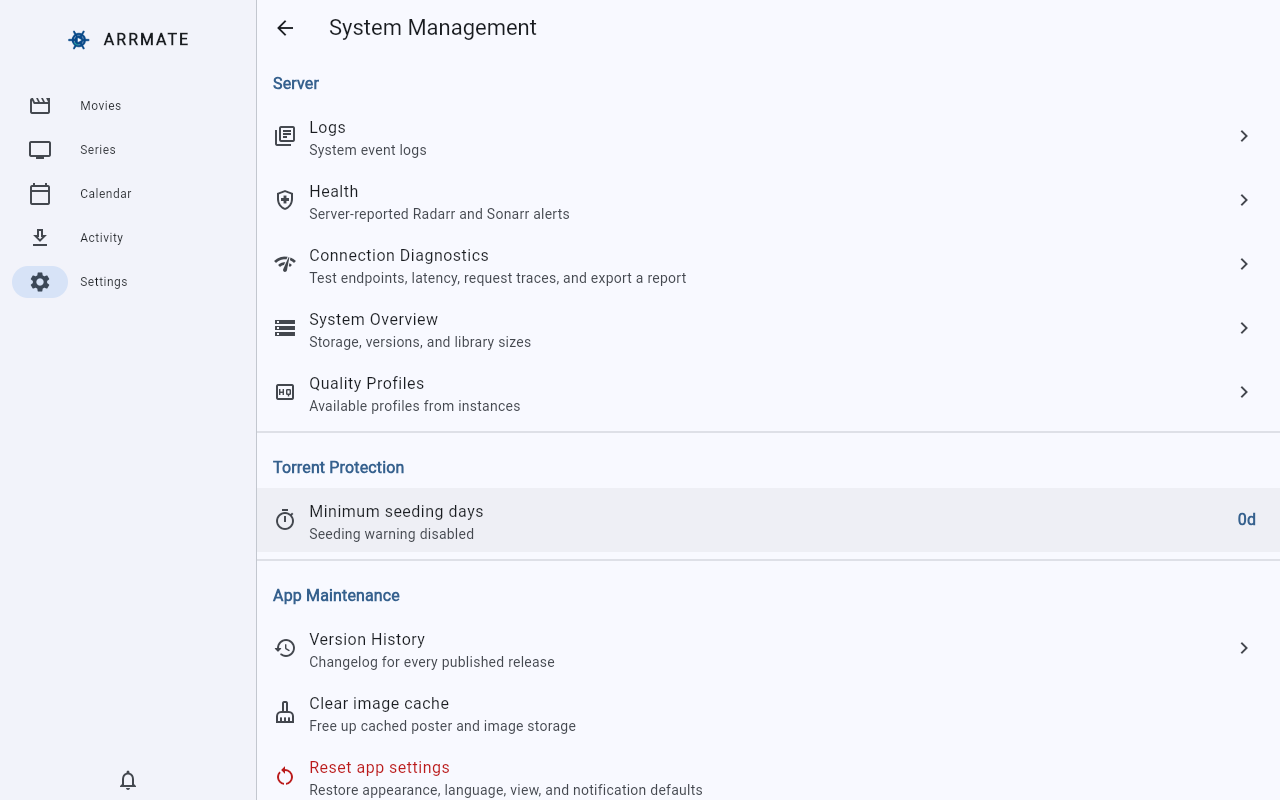 ARRMATE
Movies
Series
Calendar
Activity
Settings
System Management
Server
Logs
System event logs
Health
Server-reported Radarr and Sonarr alerts
Connection Diagnostics
Test endpoints, latency, request traces, and export a report
System Overview
Storage, versions, and library sizes
HQ
Quality Profiles
Available profiles from instances
Torrent Protection
Minimum seeding days
Seeding warning disabled
0d
App Maintenance
Version History
Changelog for every published release
Clear image cache
Free up cached poster and image storage
Reset app settings
Restore appearance, language, view, and notification defaults